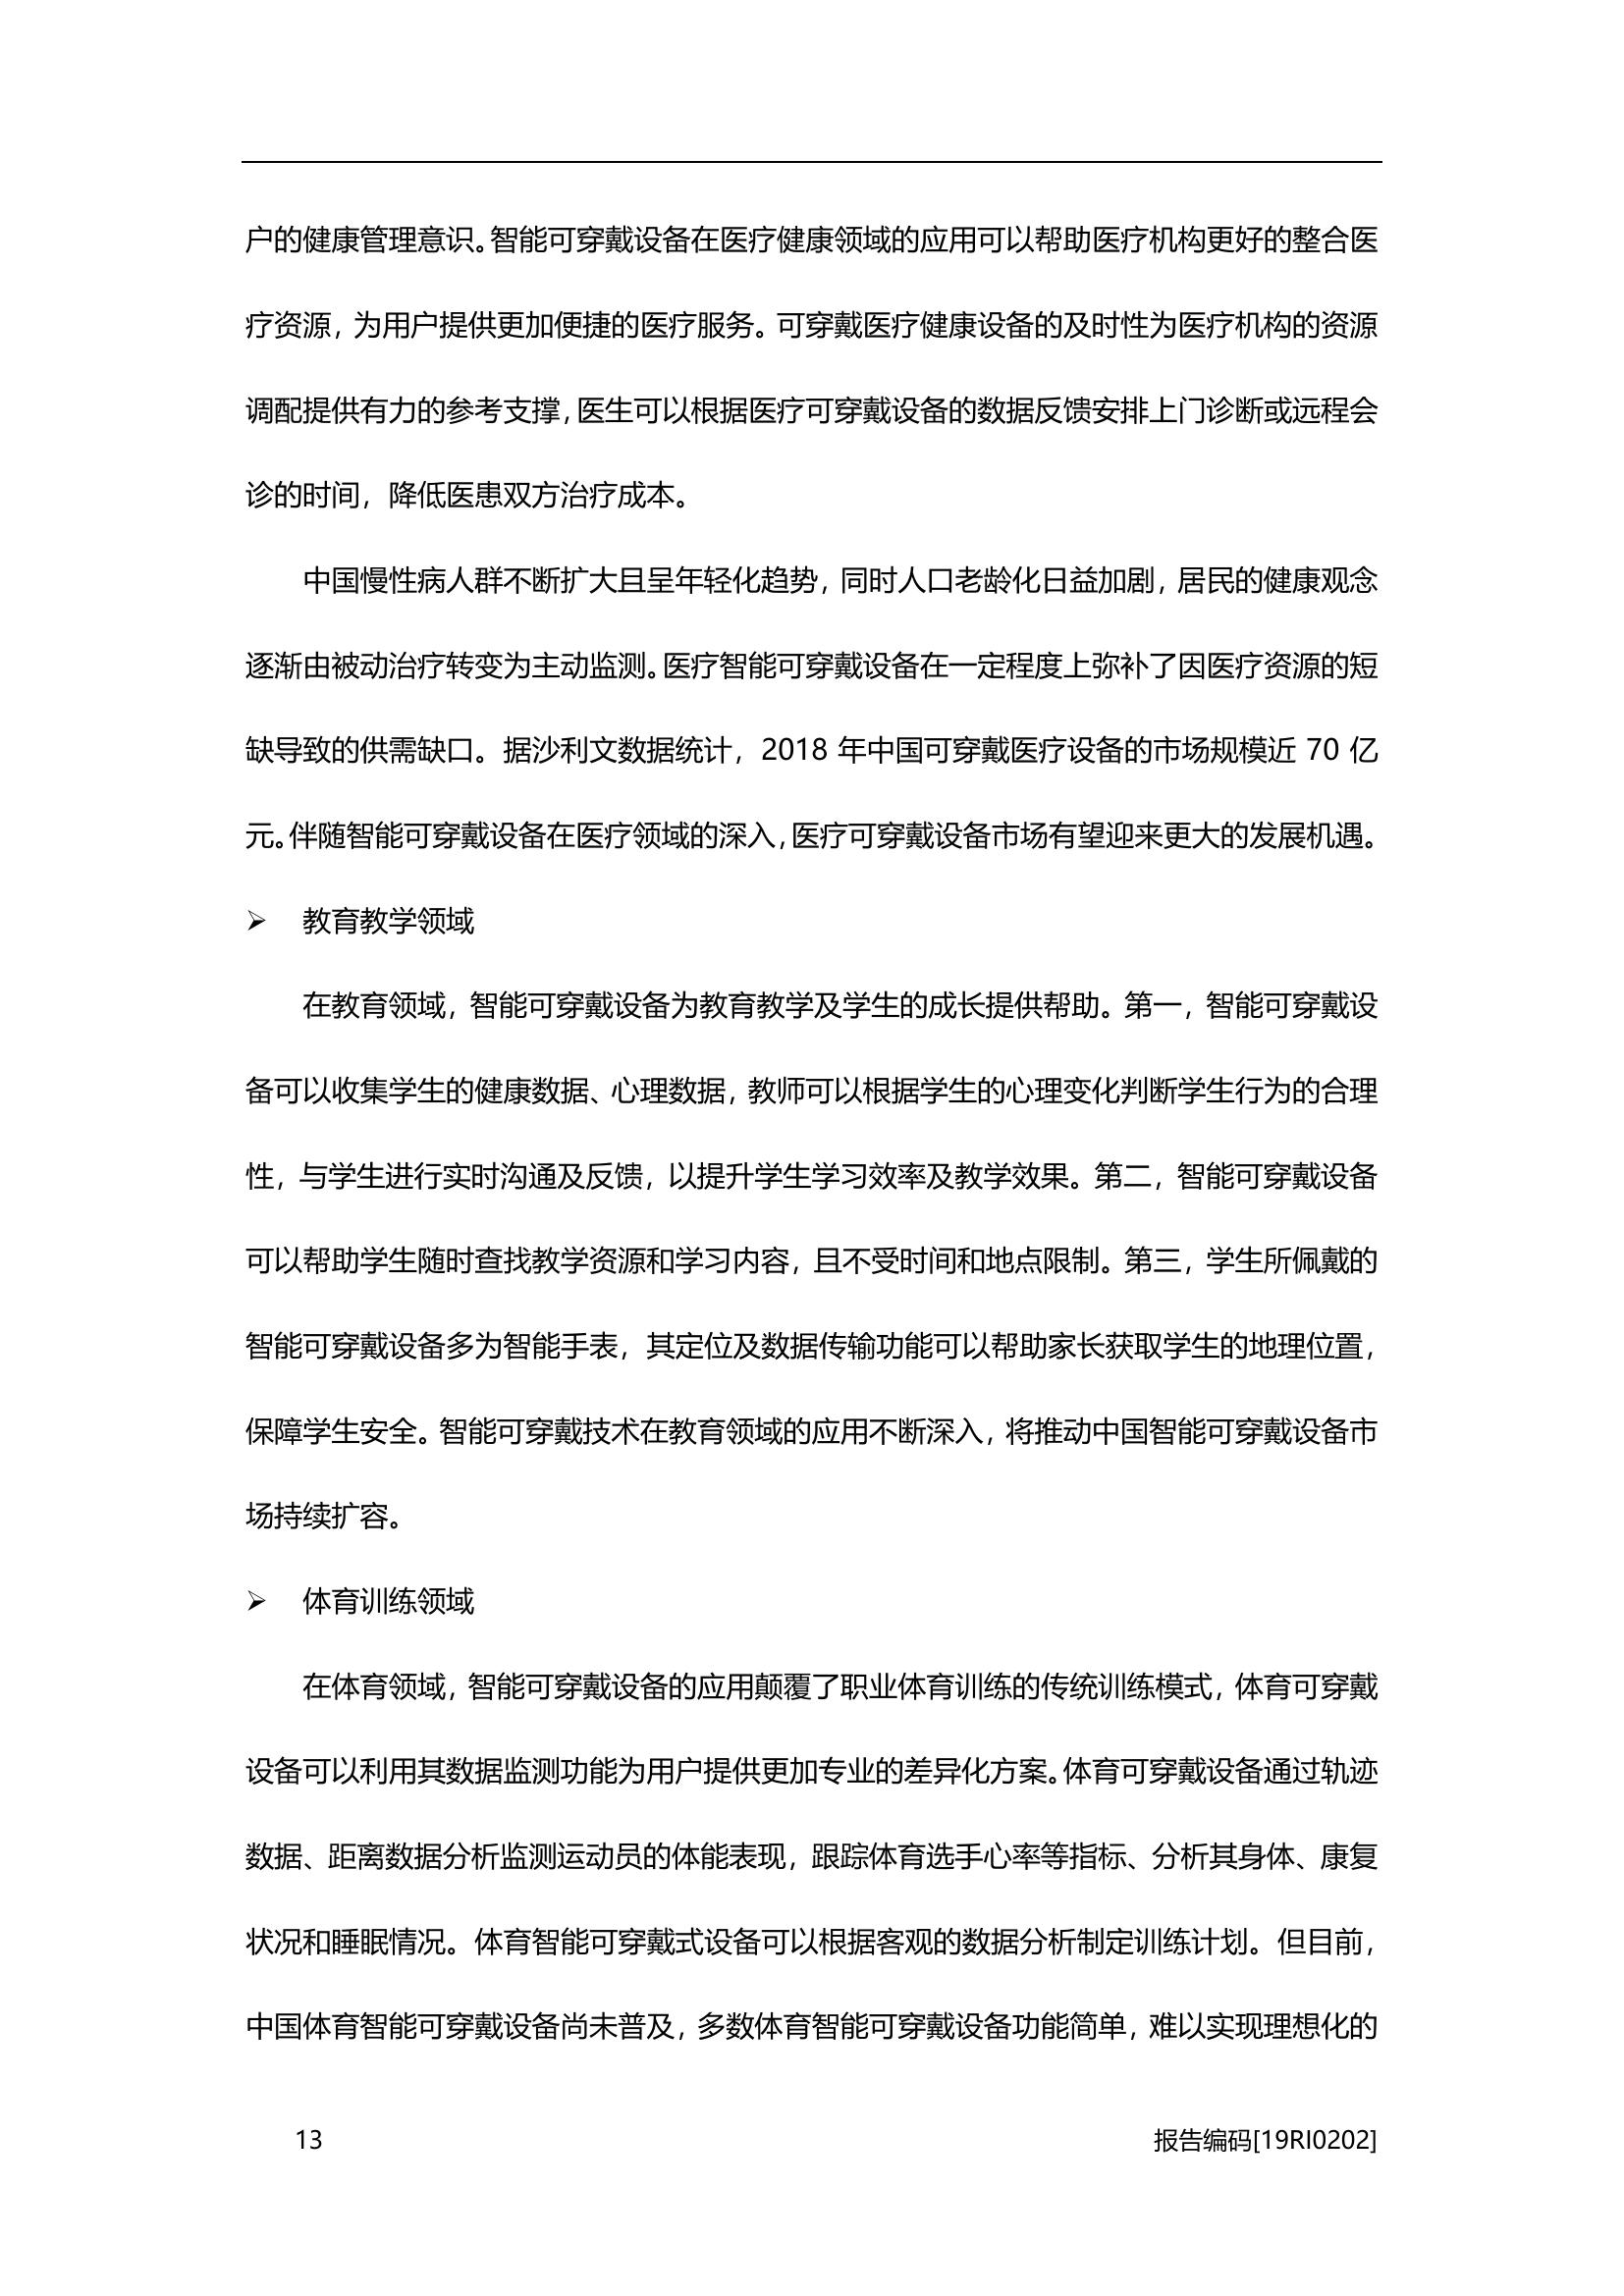 户的健康管理意识。智能可穿戴设备在医疗健康领域的应用可以帮助医疗机构更好的整合医
疗资源，为用户提供更加便捷的医疗服务。可穿戴医疗健康设备的及时性为医疗机构的资源
调配提供有力的参考支撑，医生可以根据医疗可穿戴设备的数据反馈安排上门诊断或远程会
诊的时间，降低医患双方治疗成本。
中国慢性病人群不断扩大且呈年轻化趋势，同时人口老龄化日益加剧，居民的健康观念
逐渐由被动治疗转变为主动监测。医疗智能可穿戴设备在一定程度上弥补了因医疗资源的短
缺导致的供需缺口。据沙利文数据统计，2018 年中国可穿戴医疗设备的市场规模近 70 亿
元。伴随智能可穿戴设备在医疗领域的深入，医疗可穿戴设备市场有望迎来更大的发展机遇。
➢ 教育教学领域
在教育领域，智能可穿戴设备为教育教学及学生的成长提供帮助。第一，智能可穿戴设
备可以收集学生的健康数据、心理数据，教师可以根据学生的心理变化判断学生行为的合理
性，与学生进行实时沟通及反馈，以提升学生学习效率及教学效果。第二，智能可穿戴设备
可以帮助学生随时查找教学资源和学习内容，且不受时间和地点限制。第三，学生所佩戴的
智能可穿戴设备多为智能手表，其定位及数据传输功能可以帮助家长获取学生的地理位置，
保障学生安全。智能可穿戴技术在教育领域的应用不断深入，将推动中国智能可穿戴设备市
场持续扩容。
➢ 体育训练领域
在体育领域，智能可穿戴设备的应用颠覆了职业体育训练的传统训练模式，体育可穿戴
设备可以利用其数据监测功能为用户提供更加专业的差异化方案。体育可穿戴设备通过轨迹
数据、距离数据分析监测运动员的体能表现，跟踪体育选手心率等指标、分析其身体、康复
状况和睡眠情况。体育智能可穿戴式设备可以根据客观的数据分析制定训练计划。但目前，
中国体育智能可穿戴设备尚未普及，多数体育智能可穿戴设备功能简单，难以实现理想化的
13 报告编码[19RI0202]